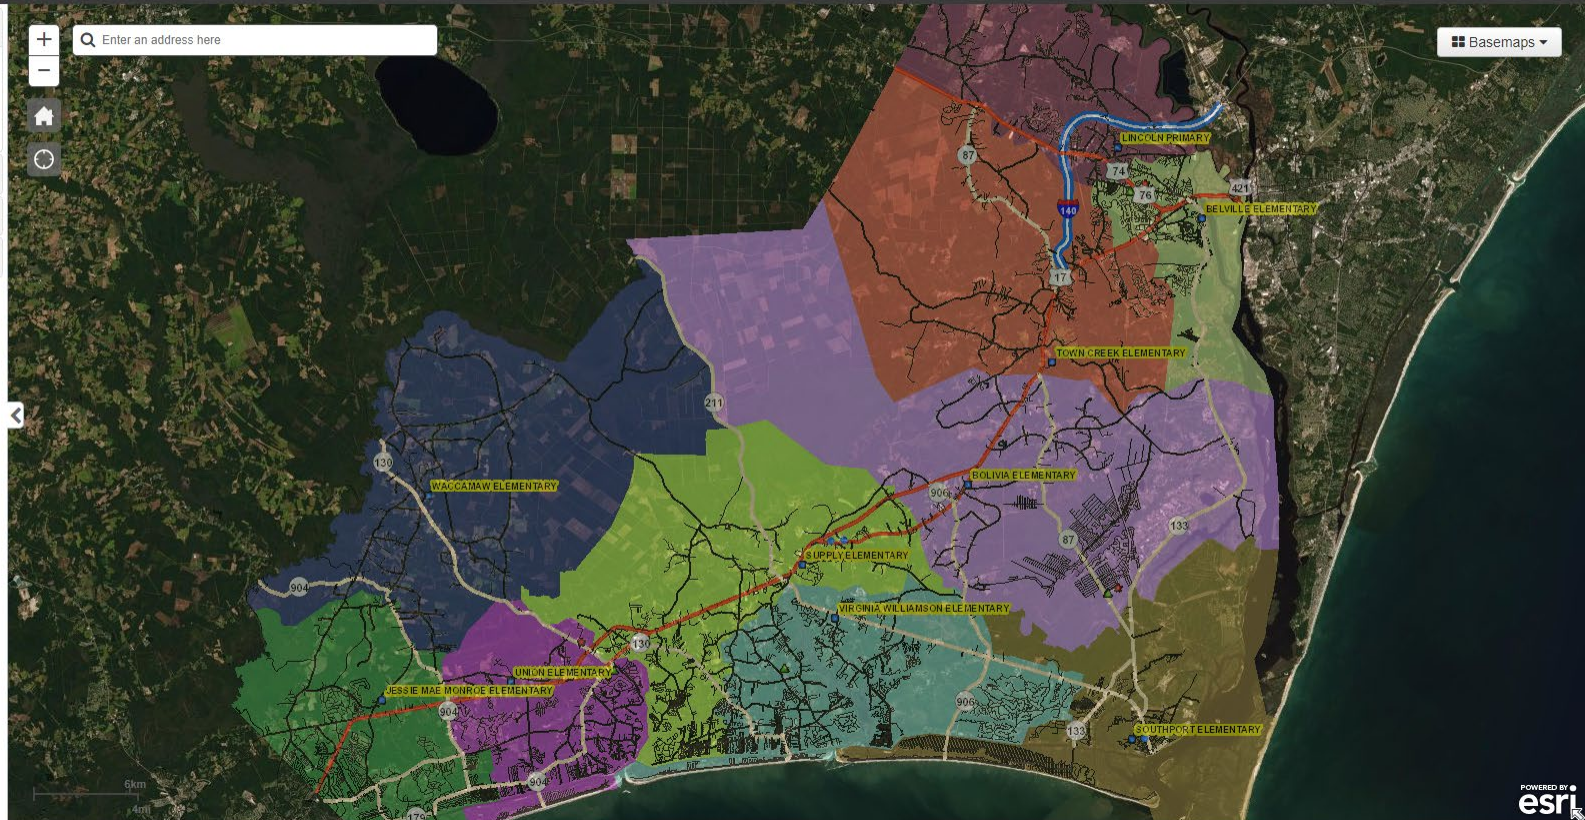 +
Enter an address here
Basemaps
−
LINCOLN PRIMARY
87
74
76
421
140
BELVILLE ELEMENTARY
17
TOWN CREEK ELEMENTARY
211
130
BOLIVIA ELEMENTARY
WACCAMAW ELEMENTARY
906
133
87
SUPPLY ELEMENTARY
904
VIRGINIA WILLIAMSON ELEMENTARY
130
UNION ELEMENTARY
JESSIE MAE MONROE ELEMENTARY
906
904
133
SOUTHPORT ELEMENTARY
904
6km
4mi
179
POWERED BY
esri